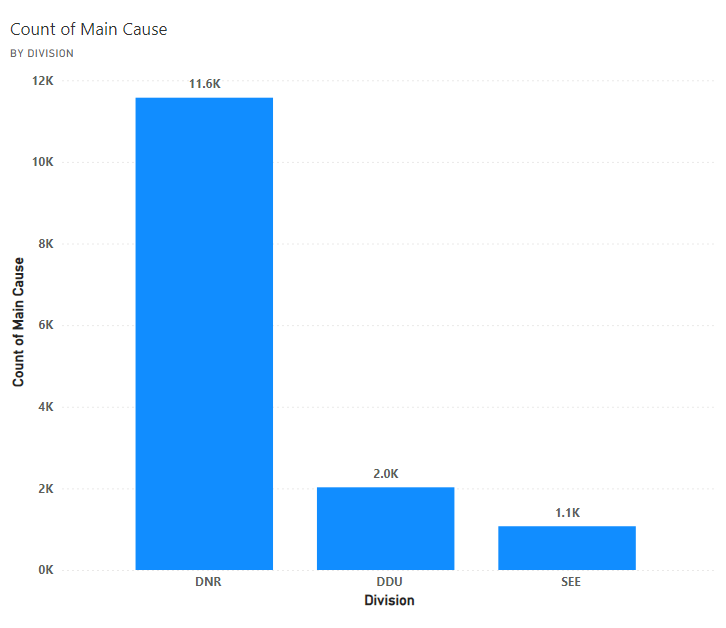 Count of Main Cause
BY DIVISION
12K
10K
8K
6K
4K
2K
0K
Count of Main Cause
11.6K
2.0K
1.1K
DNR
DDU
SEE
Division